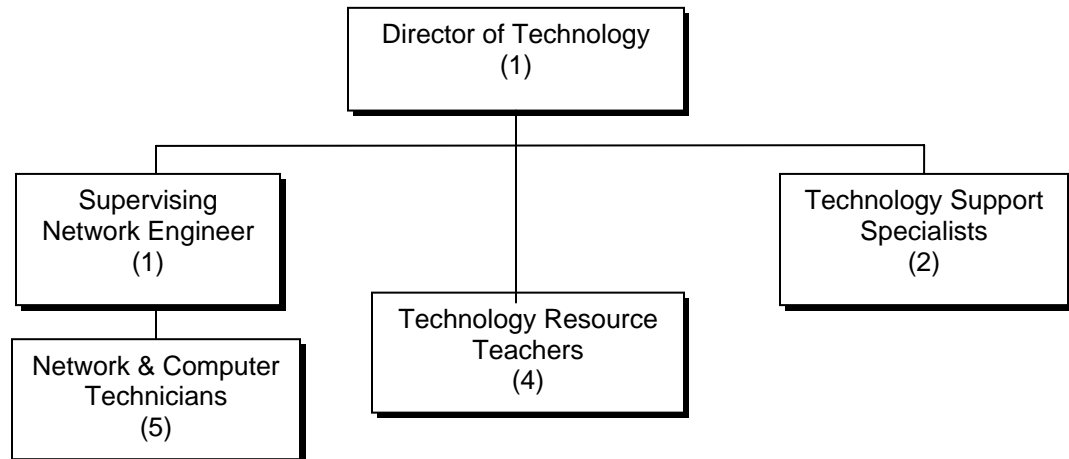 Director of Technology
(1)
Supervising
Network Engineer
(1)
Technology Support
Specialists
(2)
Technology Resource
Teachers
(4)
Network & Computer
Technicians
(5)